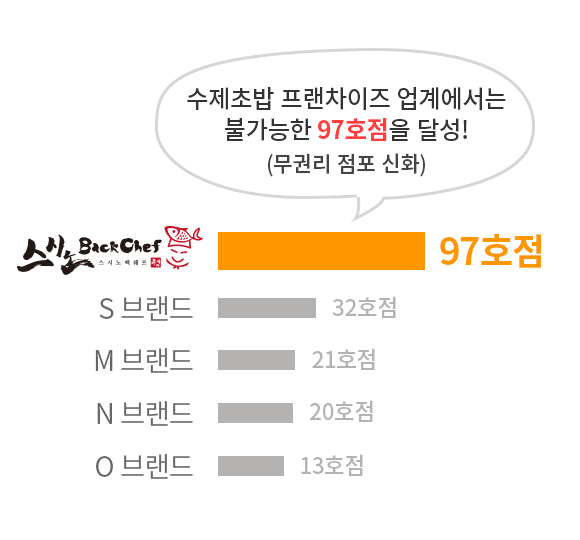 수제초밥 프랜차이즈 업계에서는
불가능한 97호점을 달성!
(무권리 점포 신화)
스시노 BackChef
스시노백쉐프
97호점
S 브랜드 32호점
M 브랜드 21호점
N 브랜드 20호점
O 브랜드 13호점